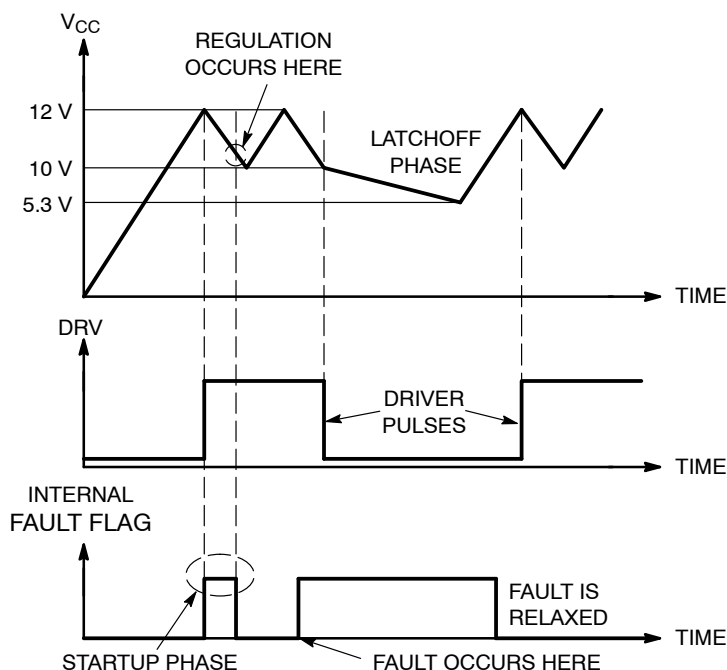 VCC
REGULATION
OCCURS HERE
12 V
LATCHOFF
PHASE
10 V
5.3 V
TIME
DRV
DRIVER
PULSES
TIME
INTERNAL
FAULT FLAG
FAULT IS
RELAXED
TIME
STARTUP PHASE
FAULT OCCURS HERE